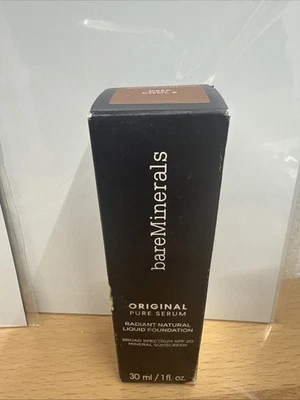 bareMinerals
ORIGINAL
PURE SERUM
RADIANT NATURAL
LIQUID FOUNDATION
BROAD SPECTRUM SPF 20
MINERAL SUNSCREEN
30 ml / 1 fl. oz.